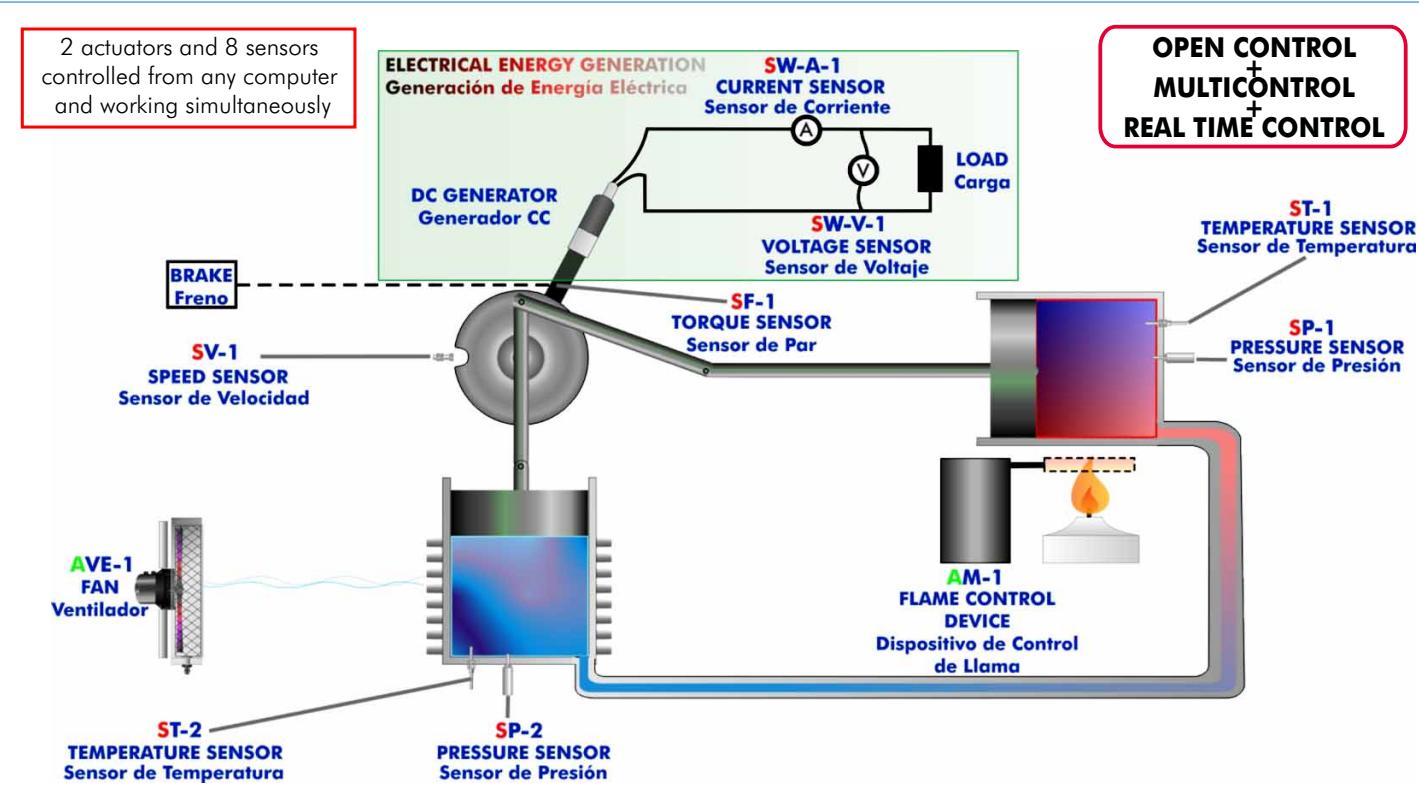 2 actuators and 8 sensors
controlled from any computer
and working simultaneously
OPEN CONTROL
+
MULTICONTROL
+
REAL TIME CONTROL
ELECTRICAL ENERGY GENERATION
Generación de Energía Eléctrica
SW-A-1
CURRENT SENSOR
Sensor de Corriente
A
V
LOAD
Carga
DC GENERATOR
Generador CC
SW-V-1
VOLTAGE SENSOR
Sensor de Voltaje
ST-1
TEMPERATURE SENSOR
Sensor de Temperatura
BRAKE
Freno
SF-1
TORQUE SENSOR
Sensor de Par
SP-1
PRESSURE SENSOR
Sensor de Presión
SV-1
SPEED SENSOR
Sensor de Velocidad
AVE-1
FAN
Ventilador
AM-1
FLAME CONTROL
DEVICE
Dispositivo de Control
de Llama
ST-2
TEMPERATURE SENSOR
Sensor de Temperatura
SP-2
PRESSURE SENSOR
Sensor de Presión